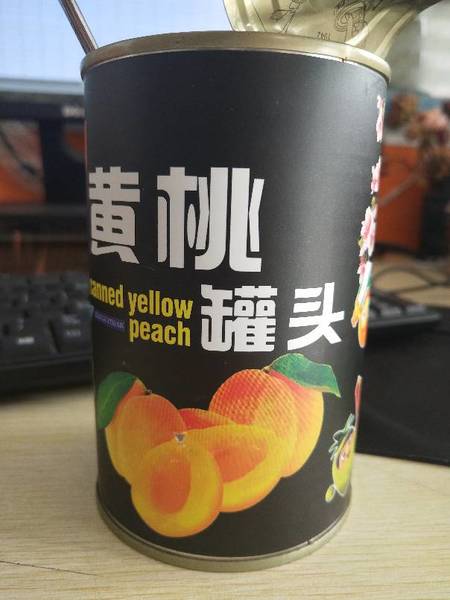 黄桃
canned yellow
peach
罐头